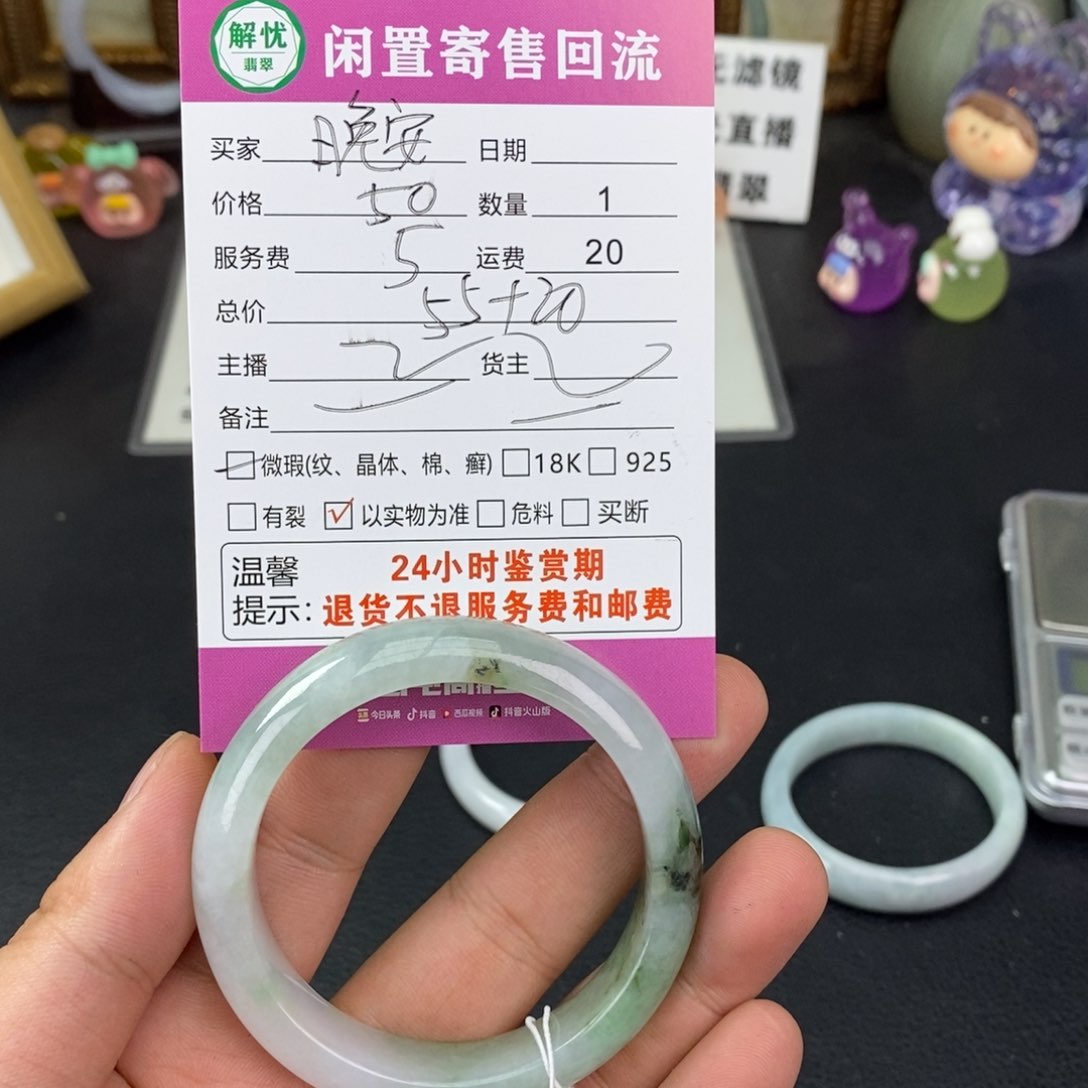 解忧
翡翠
闲置寄售回流
买家 晚安 日期
价格 50 数量 1
服务费 5 运费 20
总价 55+20
主播 货主
备注
微瑕(纹、晶体、棉、癣) 18K 925
有裂 以实物为准 危料 买断
温馨提示:
24小时鉴赏期
退货不退服务费和邮费
今日头条 抖音 西瓜视频 抖音火山版
滤镜
直播
翠